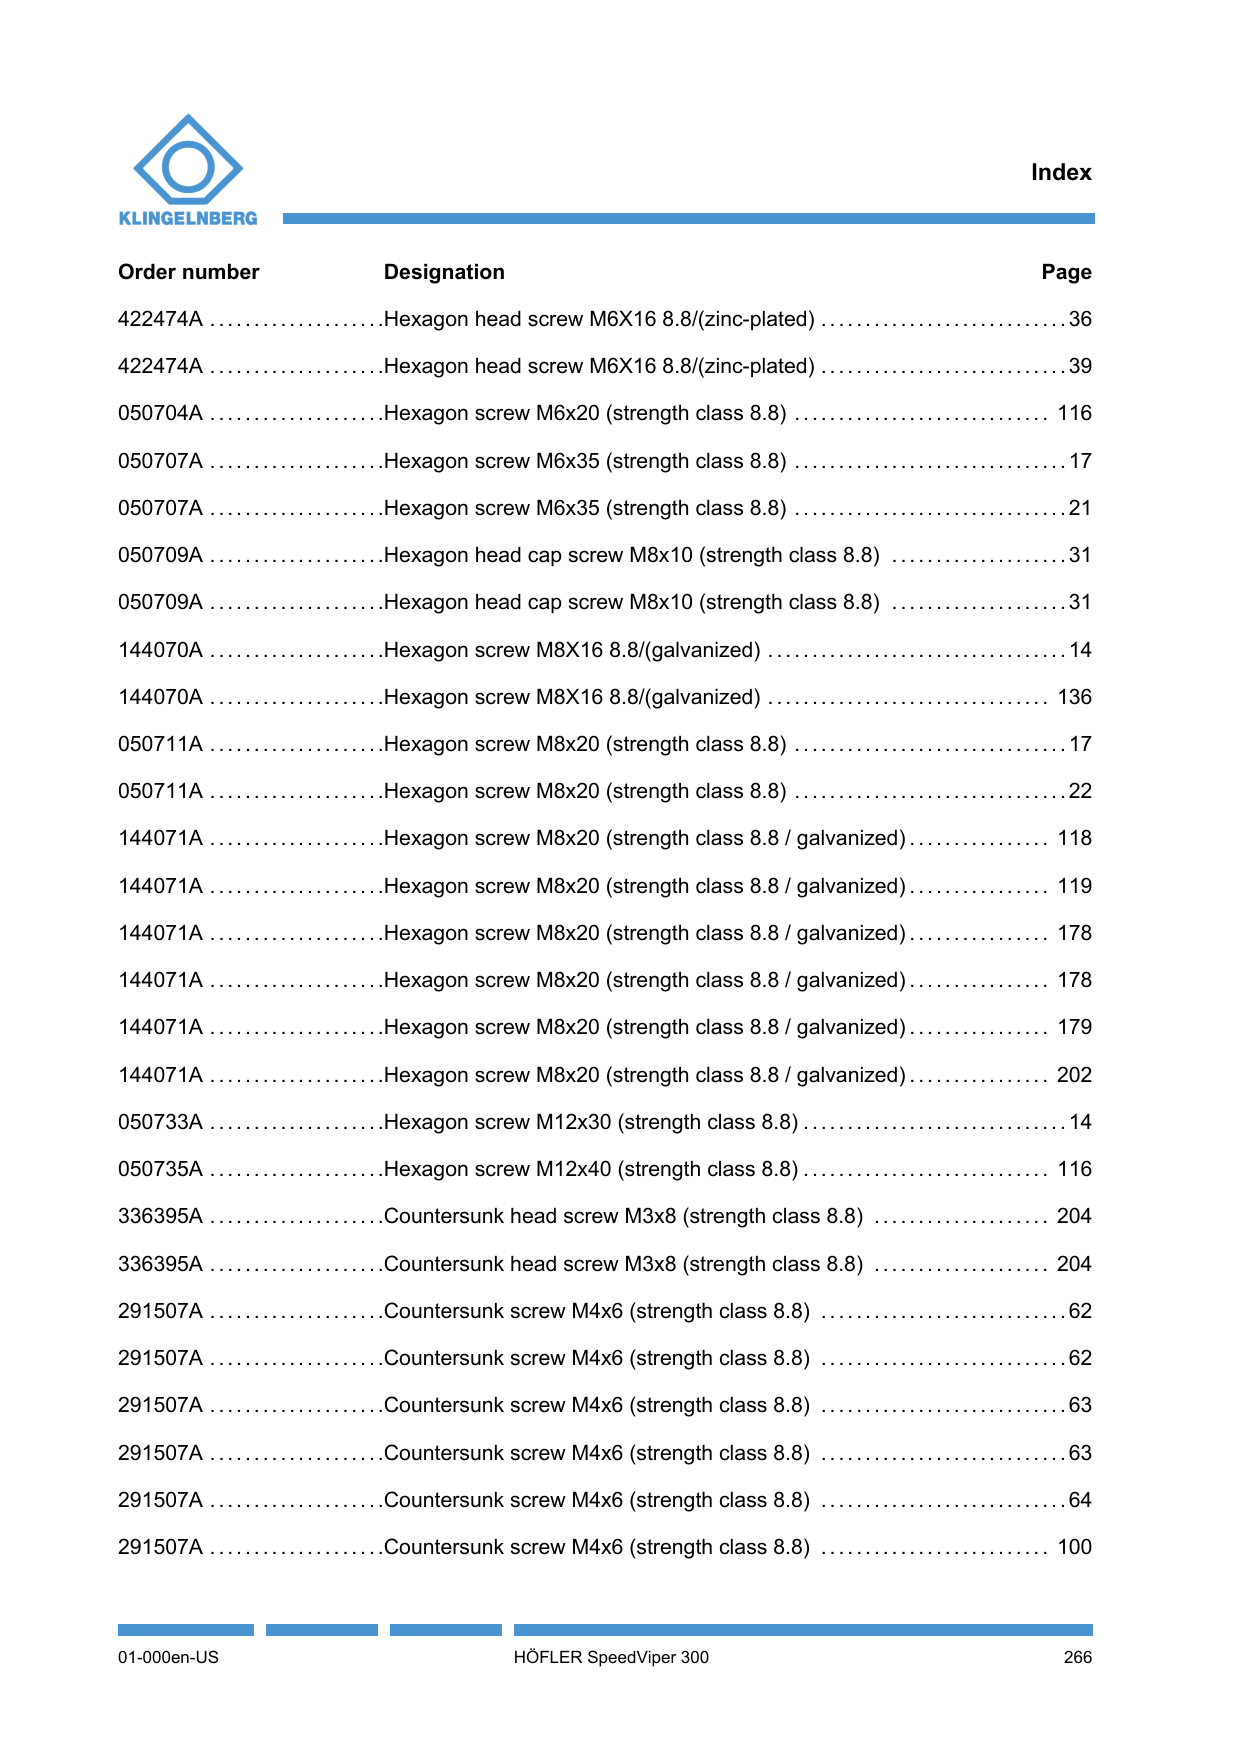 KLINGELNBERG
Index
Order number Designation Page
422474A ....................Hexagon head screw M6X16 8.8/(zinc-plated) ............................36
422474A ....................Hexagon head screw M6X16 8.8/(zinc-plated) ............................39
050704A ....................Hexagon screw M6x20 (strength class 8.8) ............................. 116
050707A ....................Hexagon screw M6x35 (strength class 8.8) ...............................17
050707A ....................Hexagon screw M6x35 (strength class 8.8) ...............................21
050709A ....................Hexagon head cap screw M8x10 (strength class 8.8) ....................31
050709A ....................Hexagon head cap screw M8x10 (strength class 8.8) ....................31
144070A ....................Hexagon screw M8X16 8.8/(galvanized) ..................................14
144070A ....................Hexagon screw M8X16 8.8/(galvanized) ................................ 136
050711A ....................Hexagon screw M8x20 (strength class 8.8) ...............................17
050711A ....................Hexagon screw M8x20 (strength class 8.8) ...............................22
144071A ....................Hexagon screw M8x20 (strength class 8.8 / galvanized)................ 118
144071A ....................Hexagon screw M8x20 (strength class 8.8 / galvanized)................ 119
144071A ....................Hexagon screw M8x20 (strength class 8.8 / galvanized)................ 178
144071A ....................Hexagon screw M8x20 (strength class 8.8 / galvanized)................ 178
144071A ....................Hexagon screw M8x20 (strength class 8.8 / galvanized)................ 179
144071A ....................Hexagon screw M8x20 (strength class 8.8 / galvanized)................ 202
050733A ....................Hexagon screw M12x30 (strength class 8.8)..............................14
050735A ....................Hexagon screw M12x40 (strength class 8.8)............................ 116
336395A ....................Countersunk head screw M3x8 (strength class 8.8) .................... 204
336395A ....................Countersunk head screw M3x8 (strength class 8.8) .................... 204
291507A ....................Countersunk screw M4x6 (strength class 8.8) ............................62
291507A ....................Countersunk screw M4x6 (strength class 8.8) ............................62
291507A ....................Countersunk screw M4x6 (strength class 8.8) ............................63
291507A ....................Countersunk screw M4x6 (strength class 8.8) ............................63
291507A ....................Countersunk screw M4x6 (strength class 8.8) ............................64
291507A ....................Countersunk screw M4x6 (strength class 8.8) .......................... 100
01-000en-US HÖFLER SpeedViper 300 266